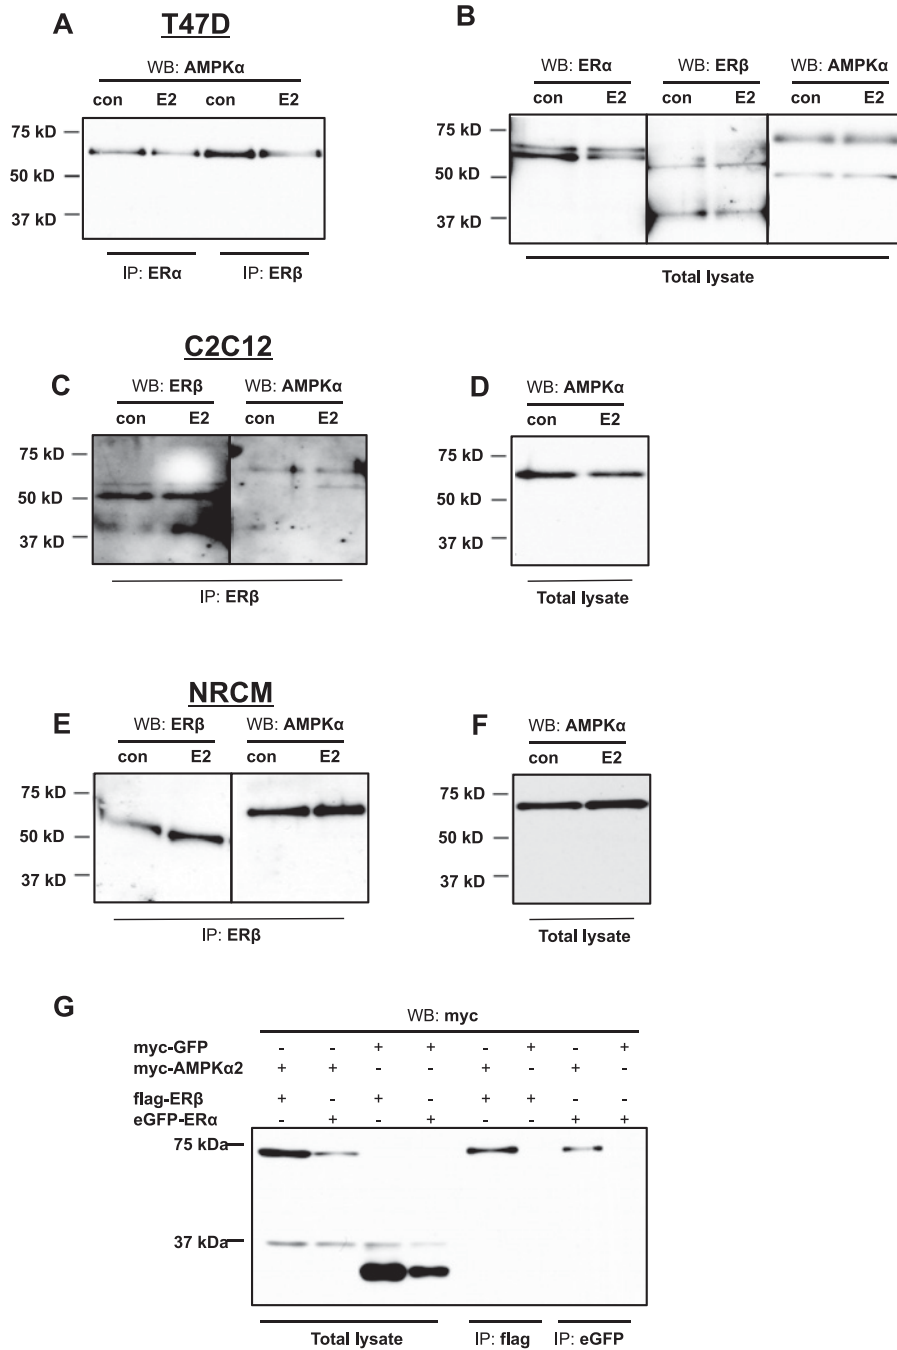 A
T47D
WB: AMPKα
con E2 con E2
75 kD
50 kD
37 kD
IP: ERα IP: ERβ
B
WB: ERα WB: ERβ WB: AMPKα
con E2 con E2 con E2
75 kD
50 kD
37 kD
Total lysate
C2C12
C
WB: ERβ WB: AMPKα
con E2 con E2
75 kD
50 kD
37 kD
IP: ERβ
D
WB: AMPKα
con E2
75 kD
50 kD
37 kD
Total lysate
NRCM
E
WB: ERβ WB: AMPKα
con E2 con E2
75 kD
50 kD
37 kD
IP: ERβ
F
WB: AMPKα
con E2
75 kD
50 kD
37 kD
Total lysate
G
WB: myc
myc-GFP - - + + - + - +
myc-AMPKα2 + + - - + - + -
flag-ERβ + - + - + + - -
eGFP-ERα - + - + - - + +
75 kDa
37 kDa
Total lysate IP: flag IP: eGFP